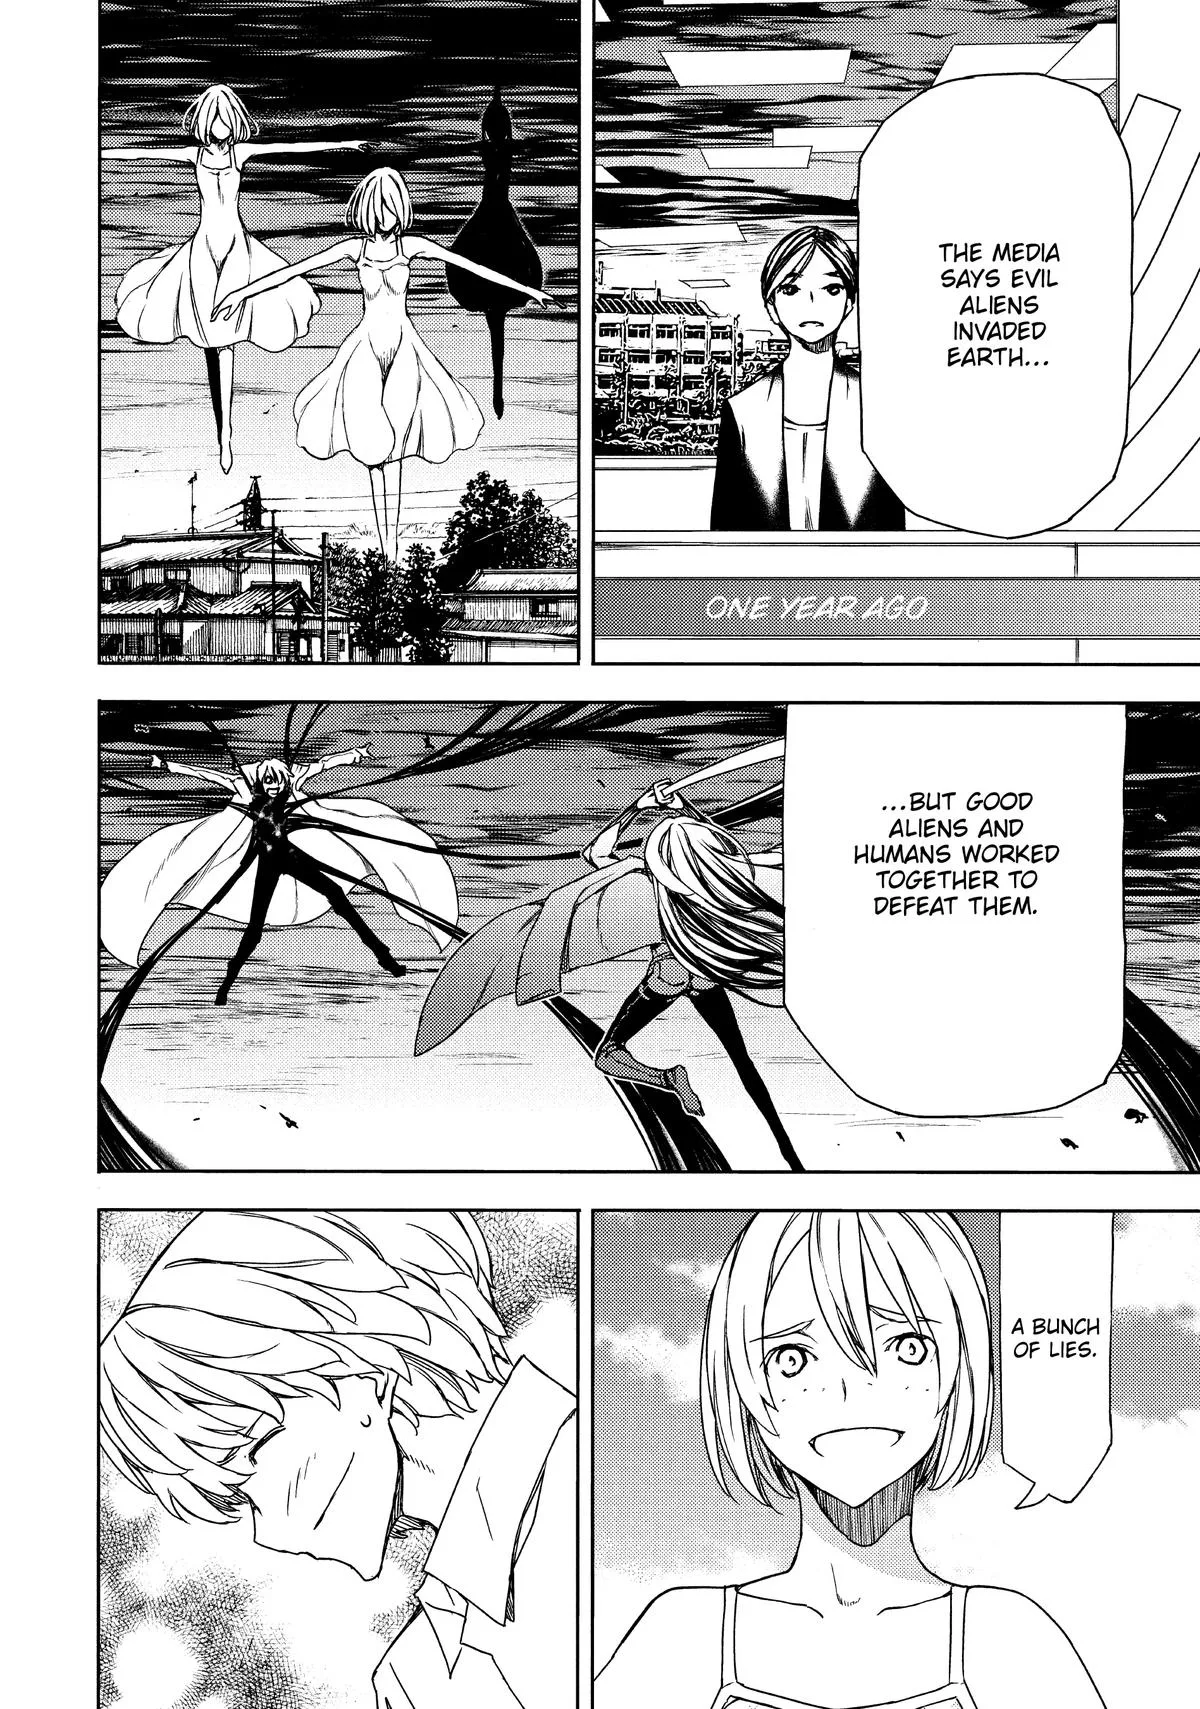 THE MEDIA
SAYS EVIL
ALIENS
INVADED
EARTH...
ONE YEAR AGO
...BUT GOOD
ALIENS AND
HUMANS WORKED
TOGETHER TO
DEFEAT THEM.
A BUNCH
OF LIES.